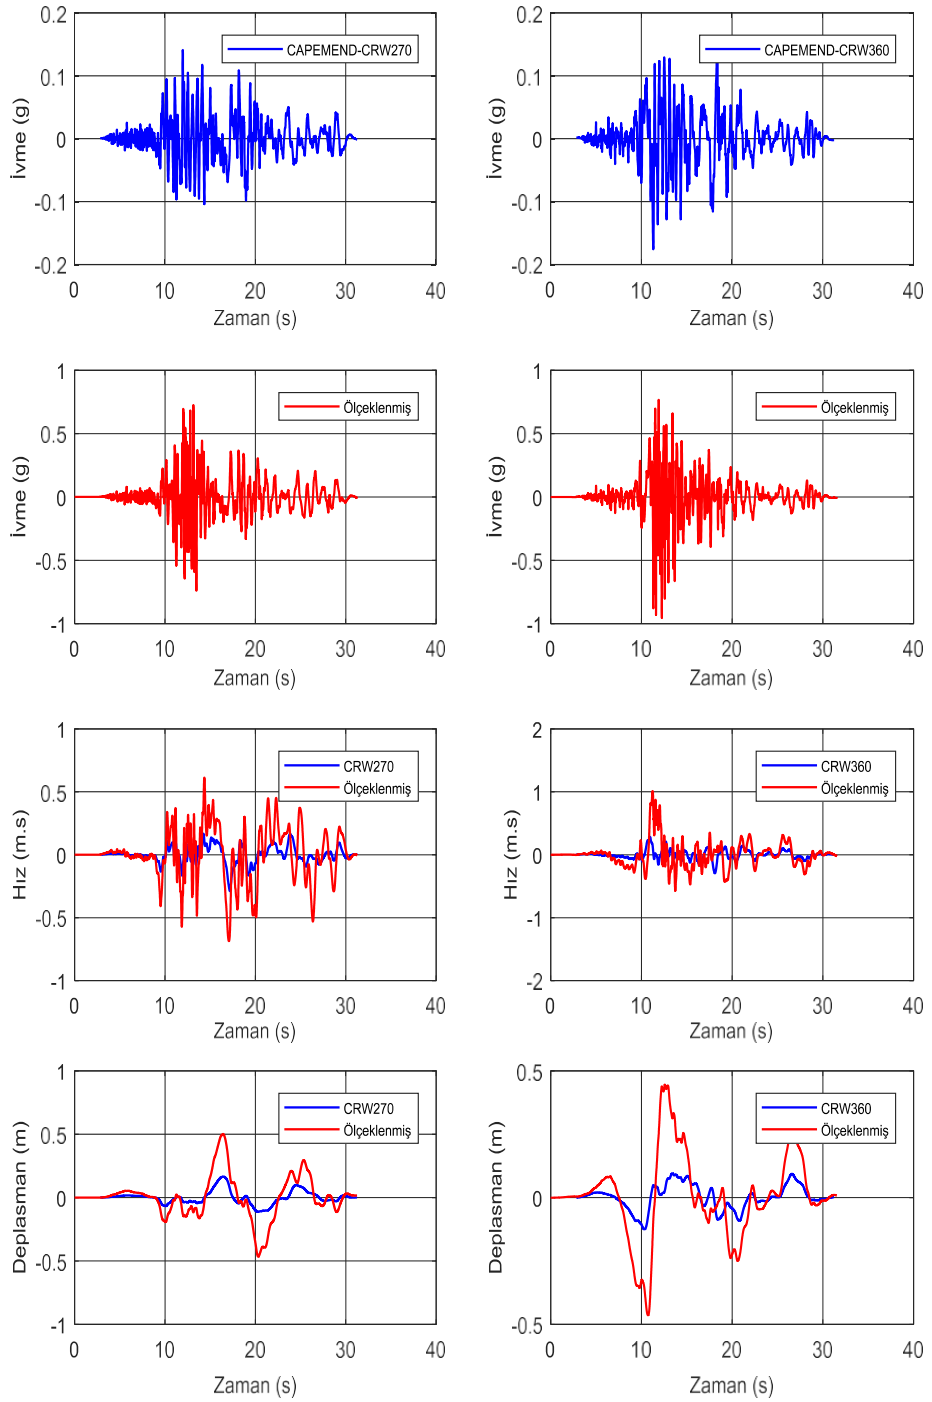 0.2
0.1
0
-0.1
-0.2
İvme (g)
CAPEMEND-CRW270
0 10 20 30 40
Zaman (s)
0.2
0.1
0
-0.1
-0.2
İvme (g)
CAPEMEND-CRW360
0 10 20 30 40
Zaman (s)
1
0.5
0
-0.5
-1
İvme (g)
Ölçeklenmiş
0 10 20 30 40
Zaman (s)
1
0.5
0
-0.5
-1
İvme (g)
Ölçeklenmiş
0 10 20 30 40
Zaman (s)
1
0.5
0
-0.5
-1
Hız (m.s)
CRW270
Ölçeklenmiş
0 10 20 30 40
Zaman (s)
2
1
0
-1
-2
Hız (m.s)
CRW360
Ölçeklenmiş
0 10 20 30 40
Zaman (s)
1
0.5
0
-0.5
-1
Deplasman (m)
CRW270
Ölçeklenmiş
0 10 20 30 40
Zaman (s)
0.5
0
-0.5
Deplasman (m)
CRW360
Ölçeklenmiş
0 10 20 30 40
Zaman (s)